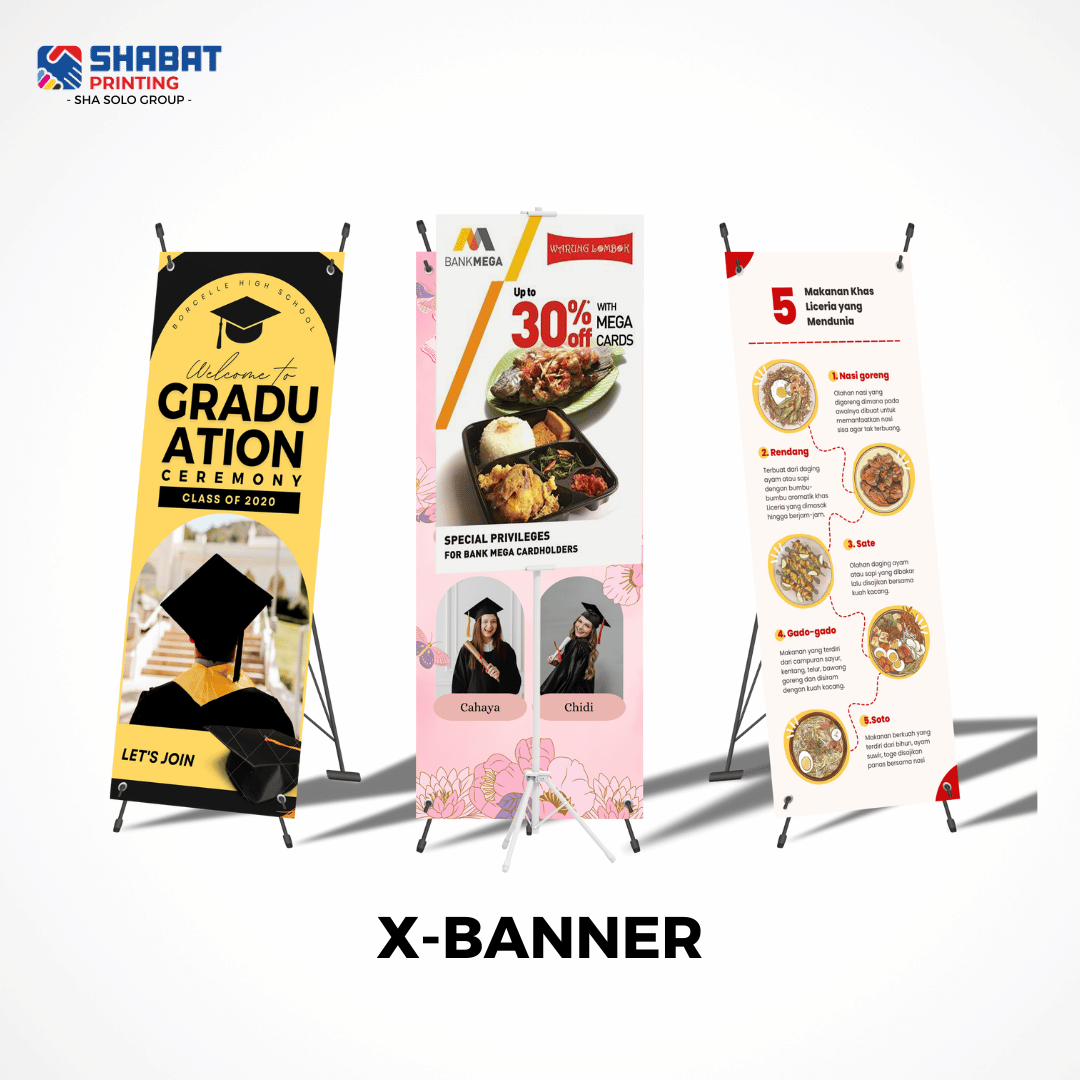 SHABAT
PRINTING
- SHA SOLO GROUP -
BORCELLE HIGH SCHOOL
Welcome to
GRADU
ATION
CEREMONY
CLASS OF 2020
LET'S JOIN
BANKMEGA
WARUNG LOMBOK
Up to
30%* off
WITH
MEGA
CARDS
SPECIAL PRIVILEGES
FOR BANK MEGA CARDHOLDERS
Cahaya
Chidi
5
Makanan Khas
Liceria yang
Mendunia
1. Nasi goreng
Olahan nasi yang
digoreng dimana pada
awalnya dibuat untuk
memanfaatkan nasi
sisa agar tak terbuang.
2. Rendang
Terbuat dari daging
ayam atau sapi
dengan bumbu-
bumbu aromatik khas
Liceria yang dimasak
hingga berjam-jam.
3. Sate
Olahan daging ayam
atau sapi yang dibakar
lalu disajikan bersama
kuah kacang.
4. Gado-gado
Makanan yang terdiri
dari campuran sayur,
kentang, telur, bawang
goreng dan disiram
dengan kuah kacang.
5.Soto
Makanan berkuah yang
terdiri dari bihun, ayam
suwir, toge disajikan
panas bersama nasi
X-BANNER